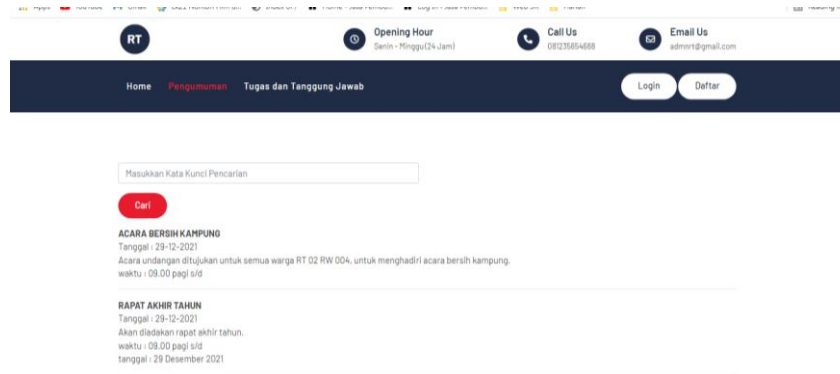 Apps
YouTube
RT
Opening Hour
Senin - Minggu(24 Jam)
Call Us
081235654688
Email Us
admnrt@gmail.com
Home Pengumuman Tugas dan Tanggung Jawab
Login Daftar
Masukkan Kata Kunci Pencarian
Cari
ACARA BERSIH KAMPUNG
Tanggal : 29-12-2021
Acara undangan ditujukan untuk semua warga RT 02 RW 004, untuk menghadiri acara bersih kampung.
waktu : 09.00 pagi s/d
RAPAT AKHIR TAHUN
Tanggal : 29-12-2021
Akan diadakan rapat akhir tahun.
waktu : 09.00 pagi s/d
tanggal : 29 Desember 2021